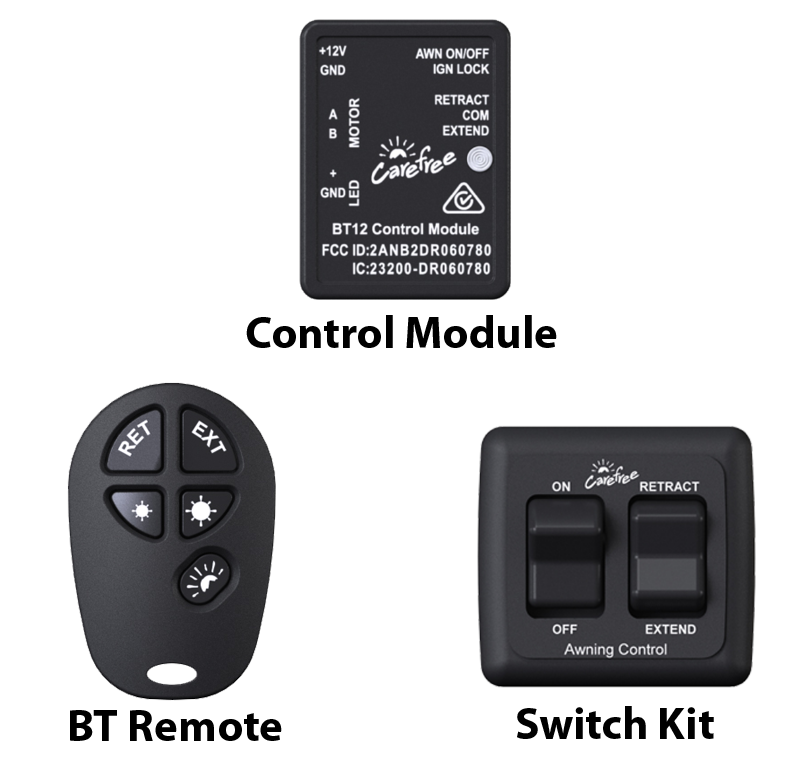 +12V
GND
AWN ON/OFF
IGN LOCK
A
B
MOTOR
RETRACT
COM
EXTEND
Carefree
+
GND
LED
BT12 Control Module
FCC ID:2ANB2DR060780
IC:23200-DR060780
Control Module
RET
EXT
BT Remote
Carefree
ON
RETRACT
OFF
EXTEND
Awning Control
Switch Kit